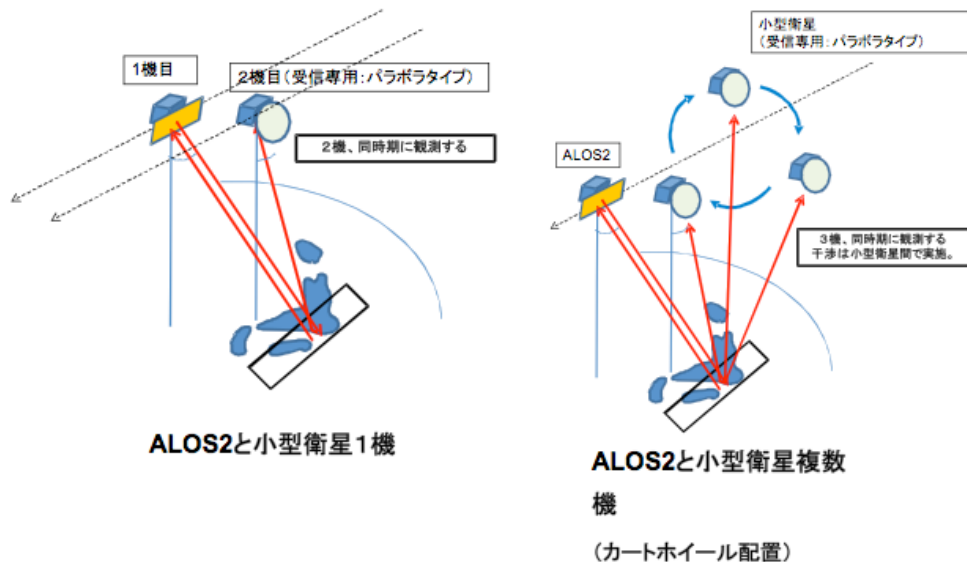 1機目
2機目(受信専用:パラボラタイプ)
2機、同時期に観測する
ALOS2と小型衛星1機
小型衛星
(受信専用:パラボラタイプ)
ALOS2
3機、同時期に観測する
干渉は小型衛星間で実施。
ALOS2と小型衛星複数
機
(カートホイール配置)